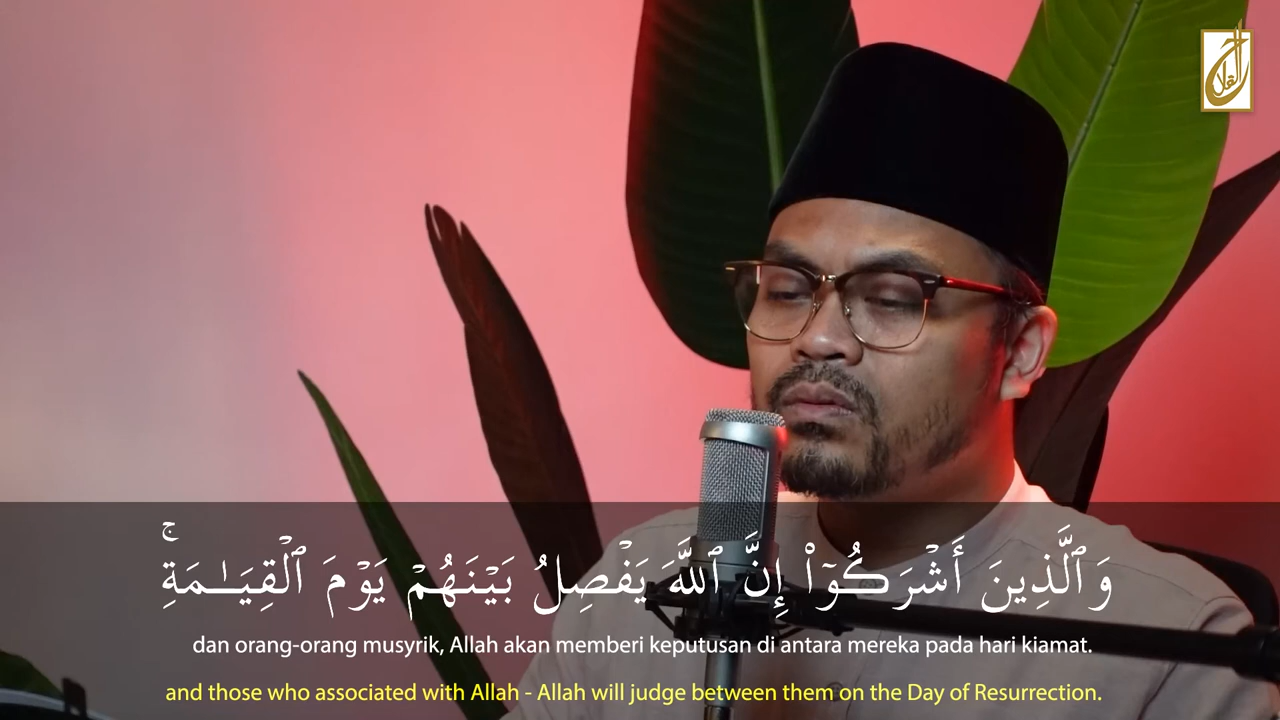 وَٱلَّذِينَ أَشْرَكُوٓا۟ إِنَّ ٱللَّهَ يَفْصِلُ بَيْنَهُمْ يَوْمَ ٱلْقِيَـٰمَةِ ۚ
dan orang-orang musyrik, Allah akan memberi keputusan di antara mereka pada hari kiamat.
and those who associated with Allah - Allah will judge between them on the Day of Resurrection.